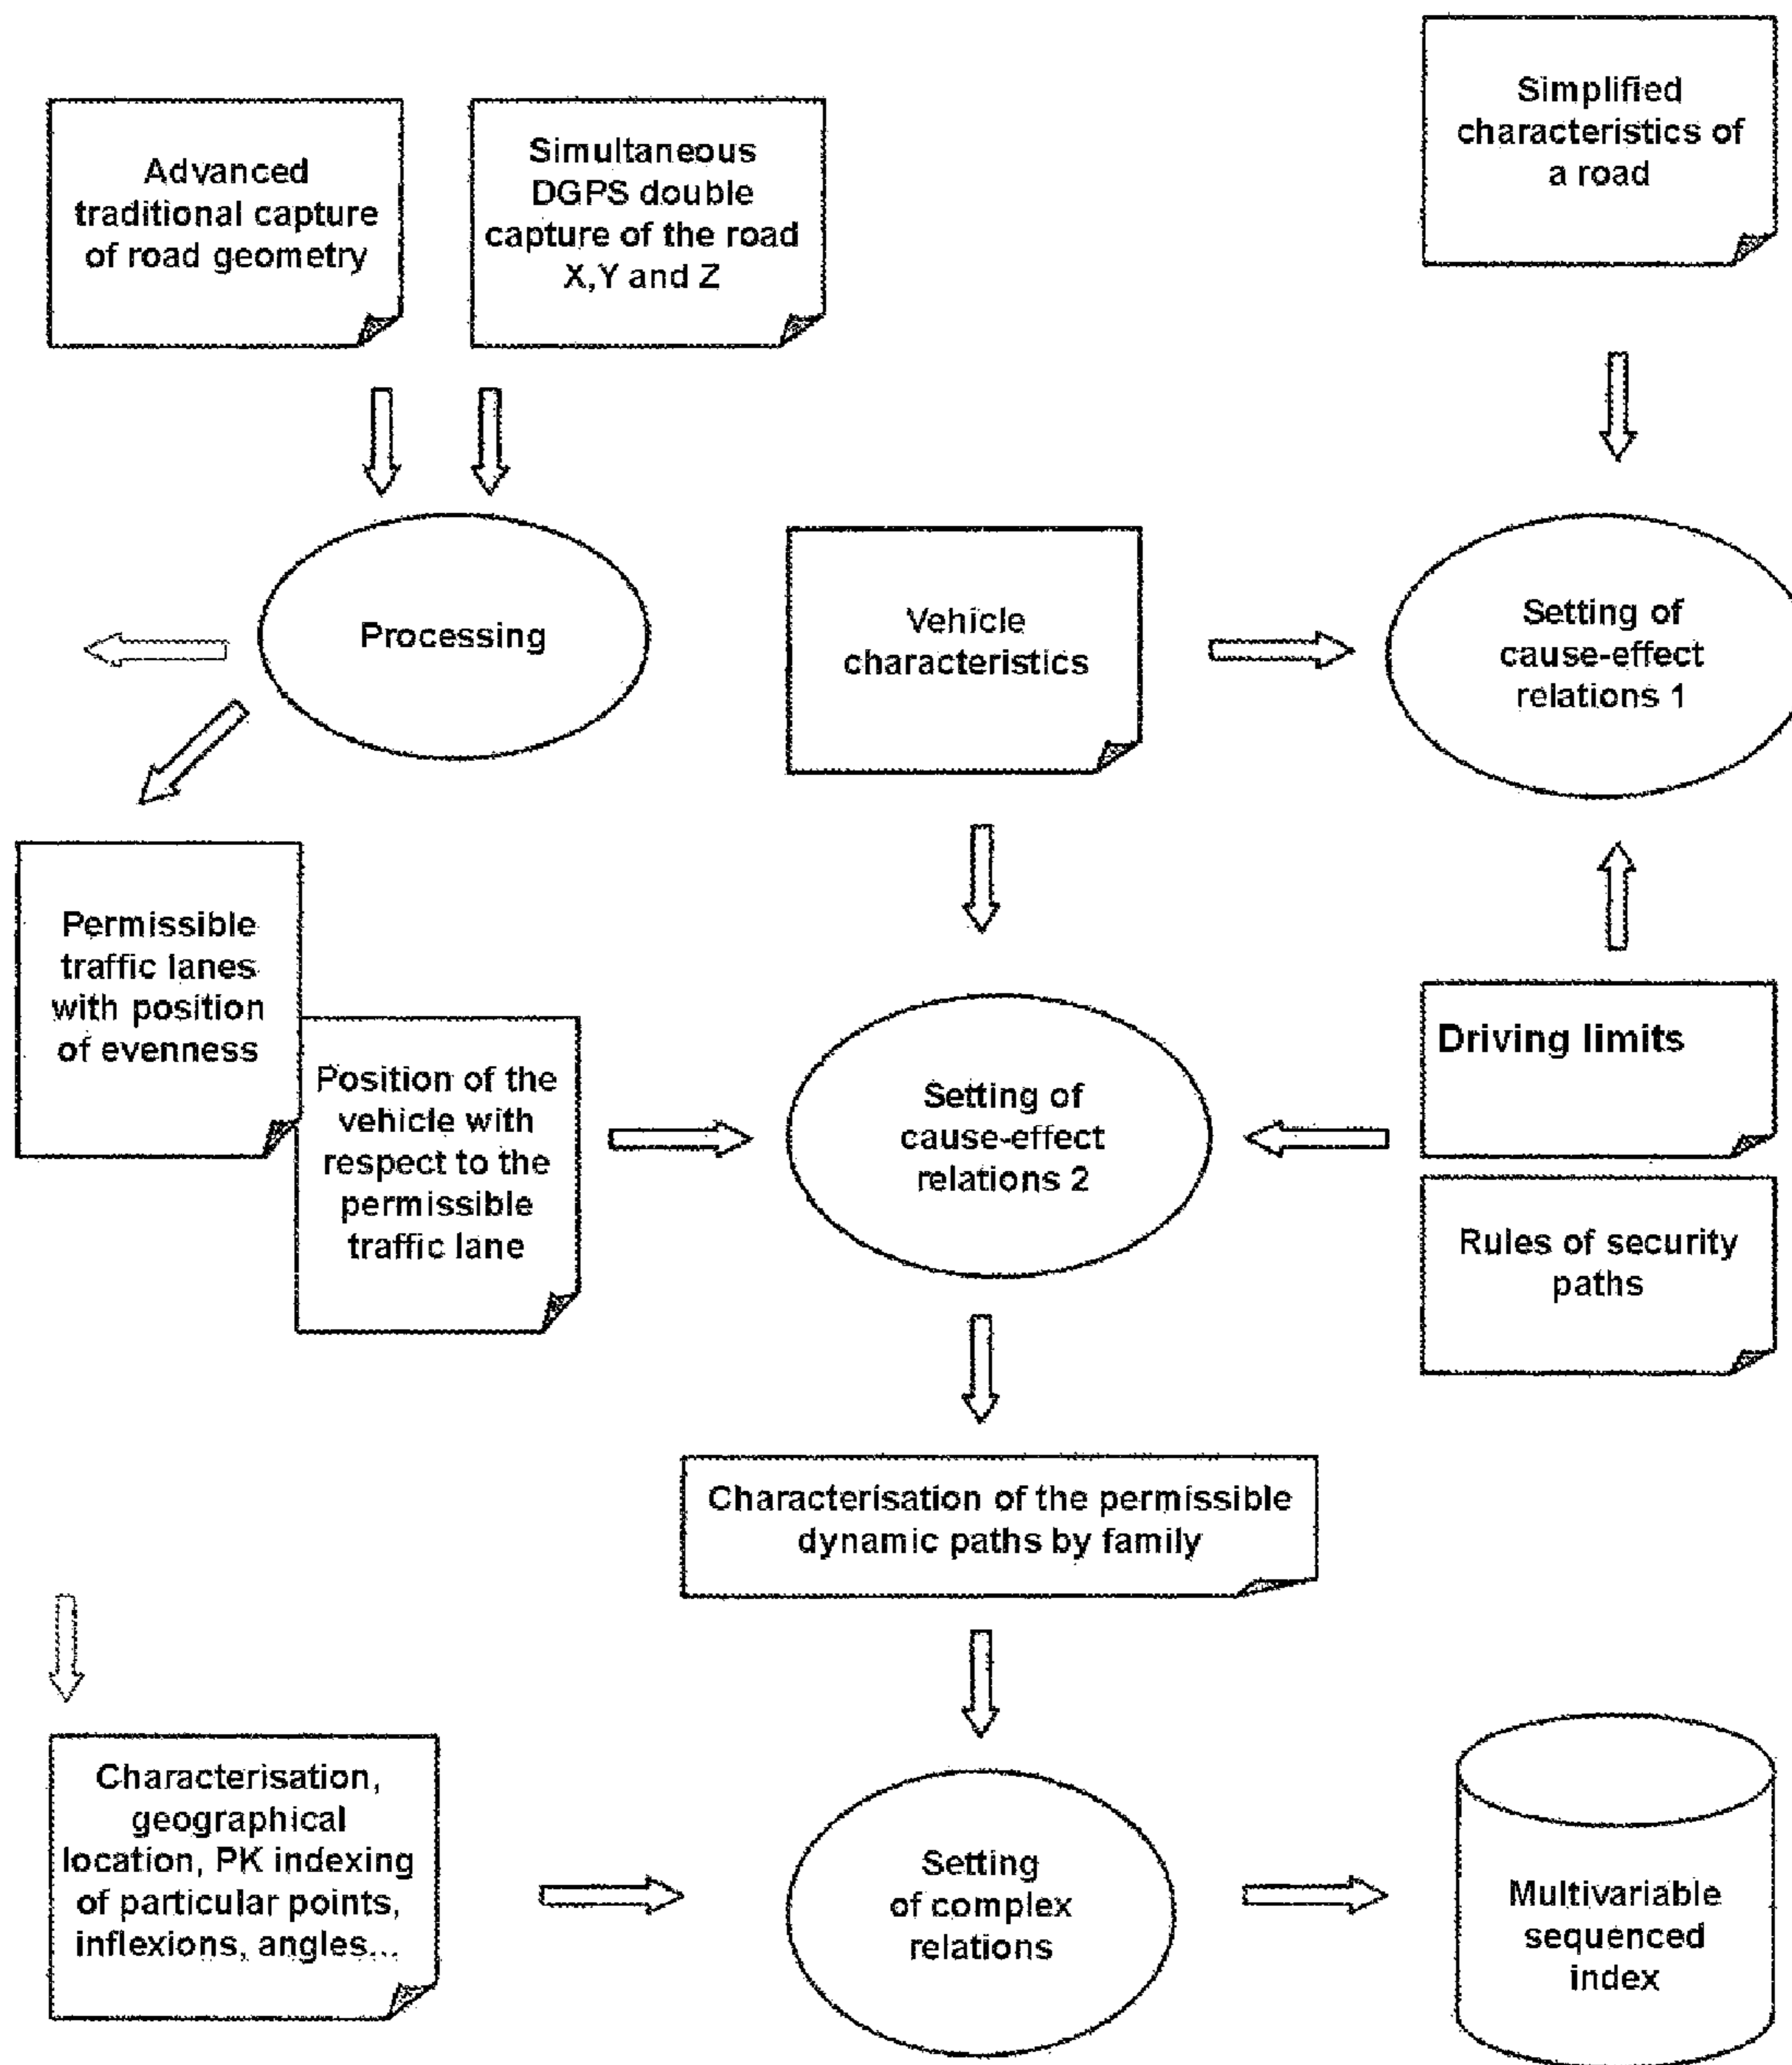 Simplified
characteristics of
a road
Advanced
traditional capture
of road geometry
Simultaneous
DGPS double
capture of the road
X,Y and Z
Processing
Vehicle
characteristics
Setting of
cause-effect
relations 1
Permissible
traffic lanes
with position
of evenness
Position of the
vehicle with
respect to the
permissible
traffic lane
Setting of
cause-effect
relations 2
Driving limits
Rules of security
paths
Characterisation of the permissible
dynamic paths by family
Characterisation,
geographical
location, PK indexing
of particular points,
inflexions, angles...
Setting
of complex
relations
Multivariable
sequenced
index